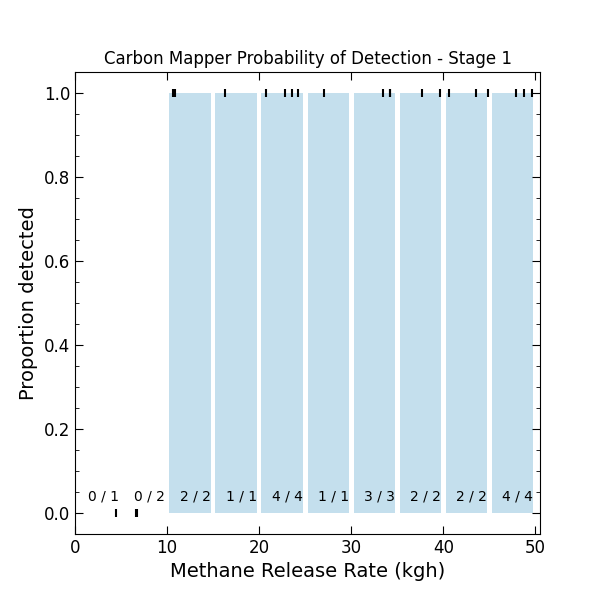 Carbon Mapper Probability of Detection - Stage 1
Proportion detected
1.0
0.8
0.6
0.4
0.2
0.0
0 / 1 0 / 2 2 / 2 1 / 1 4 / 4 1 / 1 3 / 3 2 / 2 2 / 2 4 / 4
0 10 20 30 40 50
Methane Release Rate (kgh)